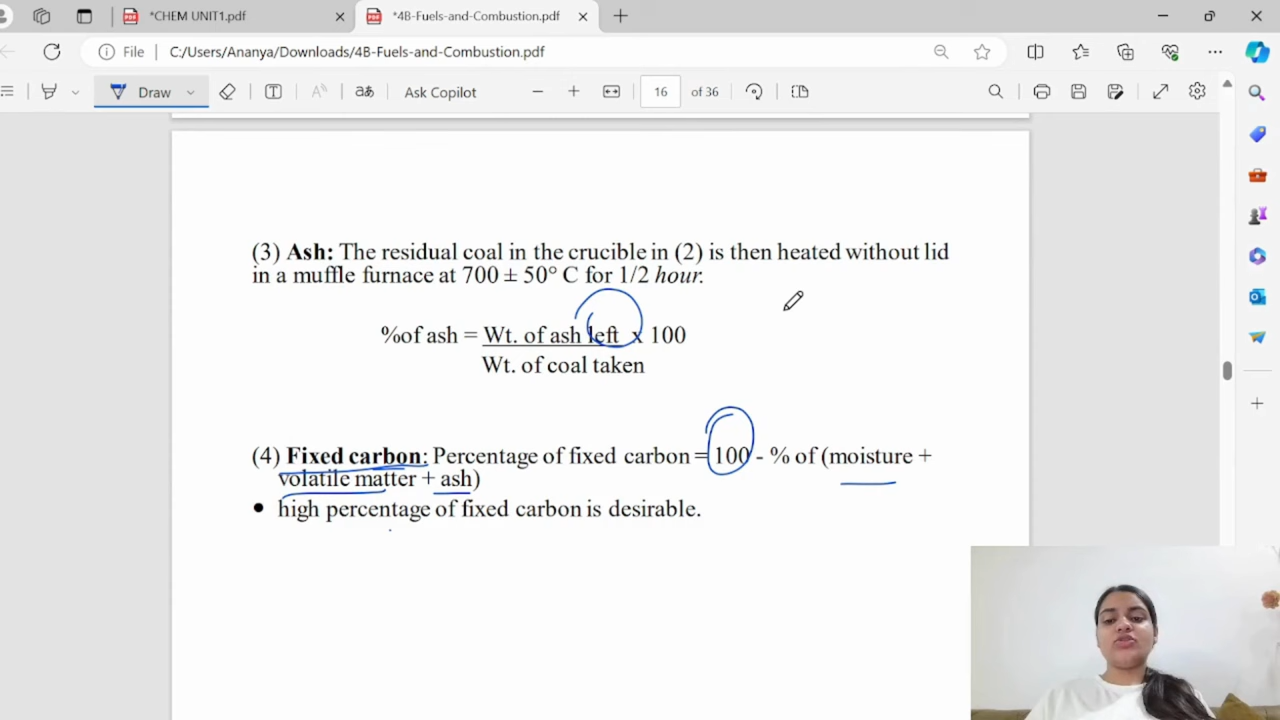 *CHEM UNIT1.pdf
*4B-Fuels-and-Combustion.pdf
File
C:/Users/Ananya/Downloads/4B-Fuels-and-Combustion.pdf
Draw
Ask Copilot
16 of 36
(3) Ash: The residual coal in the crucible in (2) is then heated without lid
in a muffle furnace at 700 ± 50° C for 1/2 hour.
%of ash = Wt. of ash left x 100
Wt. of coal taken
(4) Fixed carbon: Percentage of fixed carbon = 100 - % of (moisture +
volatile matter + ash)
• high percentage of fixed carbon is desirable.